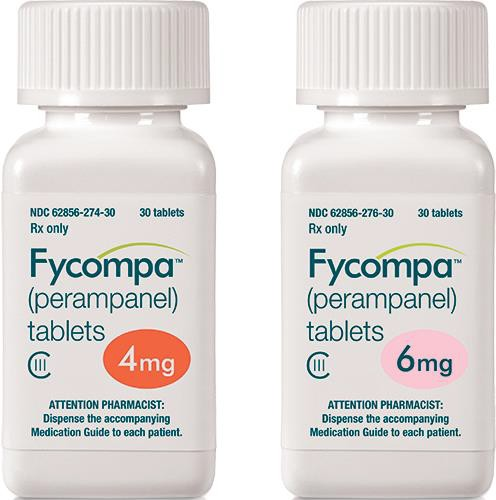 NDC 62856-274-30 30 tablets
Rx only
Fycompa™
(perampanel)
tablets
CIII 4mg
ATTENTION PHARMACIST:
Dispense the accompanying
Medication Guide to each patient.
NDC 62856-276-30 30 tablets
Rx only
Fycompa™
(perampanel)
tablets
CIII 6mg
ATTENTION PHARMACIST:
Dispense the accompanying
Medication Guide to each patient.